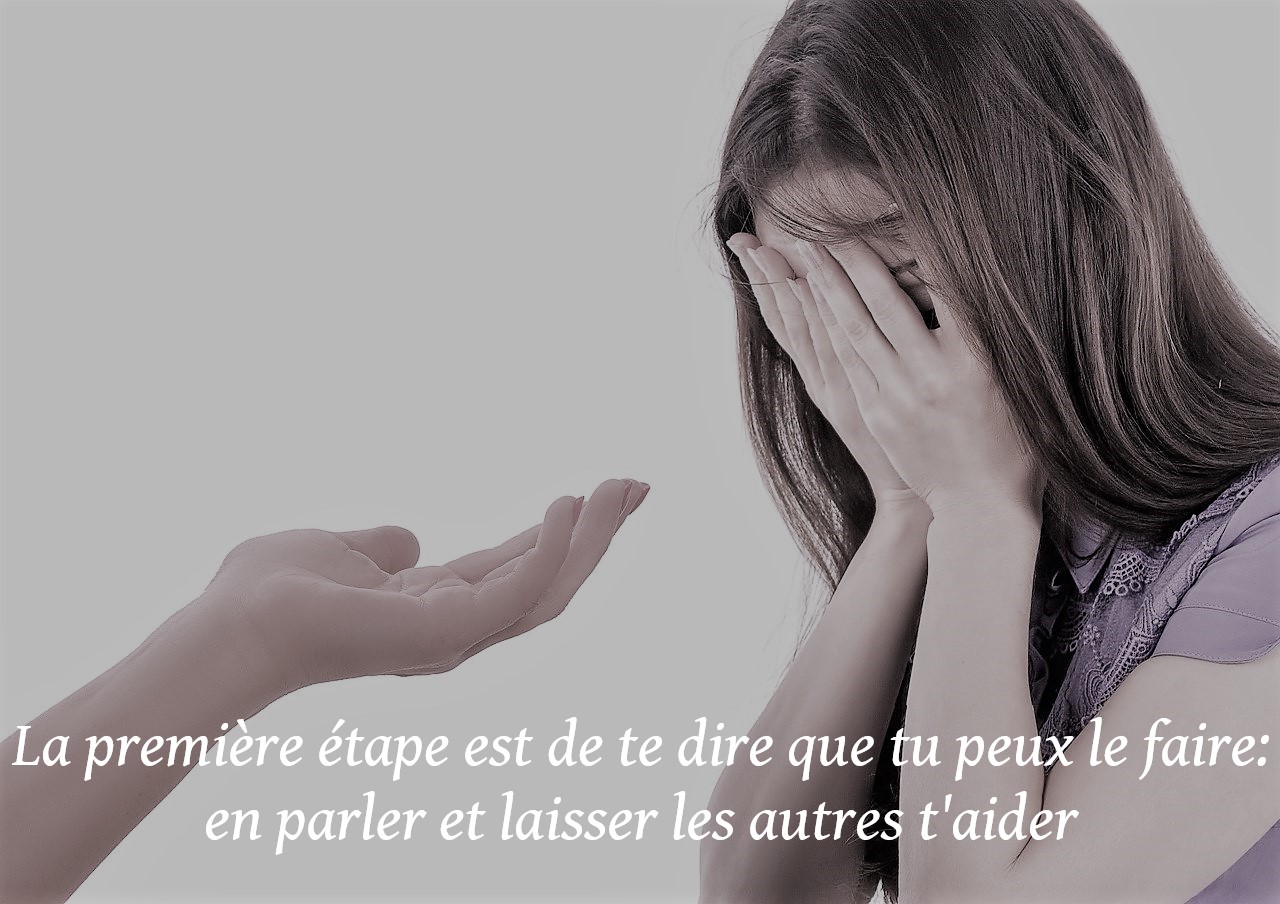 La première étape est de te dire que tu peux le faire:
en parler et laisser les autres t'aider